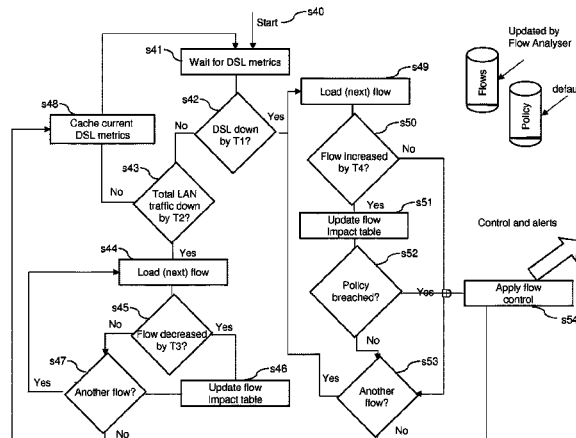 Start
s40
s41
Wait for DSL metrics
s42
DSL down
by T1?
No
Yes
s48
Cache current
DSL metrics
s43
Total LAN
traffic down
by T2?
No
Yes
s44
Load (next) flow
s45
Flow decreased
by T3?
No
Yes
s46
Update flow
Impact table
s47
Another flow?
Yes
No
s49
Load (next) flow
s50
Flow increased
by T4?
No
Yes
s51
Update flow
Impact table
s52
Policy
breached?
Yes
No
s53
Another
flow?
Yes
No
Apply flow
control
s54
Control and alerts
Flows
Updated by
Flow Analyser
Policy
defau